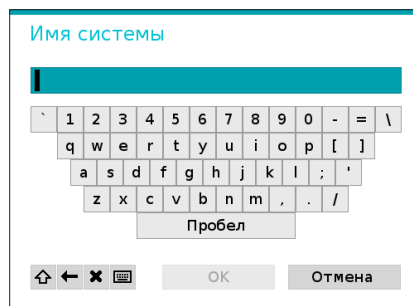 Имя системы
` 1 2 3 4 5 6 7 8 9 0 - = \
q w e r t y u i o p [ ]
a s d f g h j k l ; '
z x c v b n m , . /
Пробел
OK Отмена